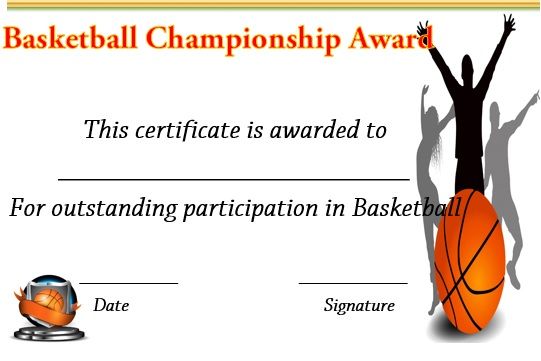 Basketball Championship Award
This certificate is awarded to
For outstanding participation in Basketball
Date Signature